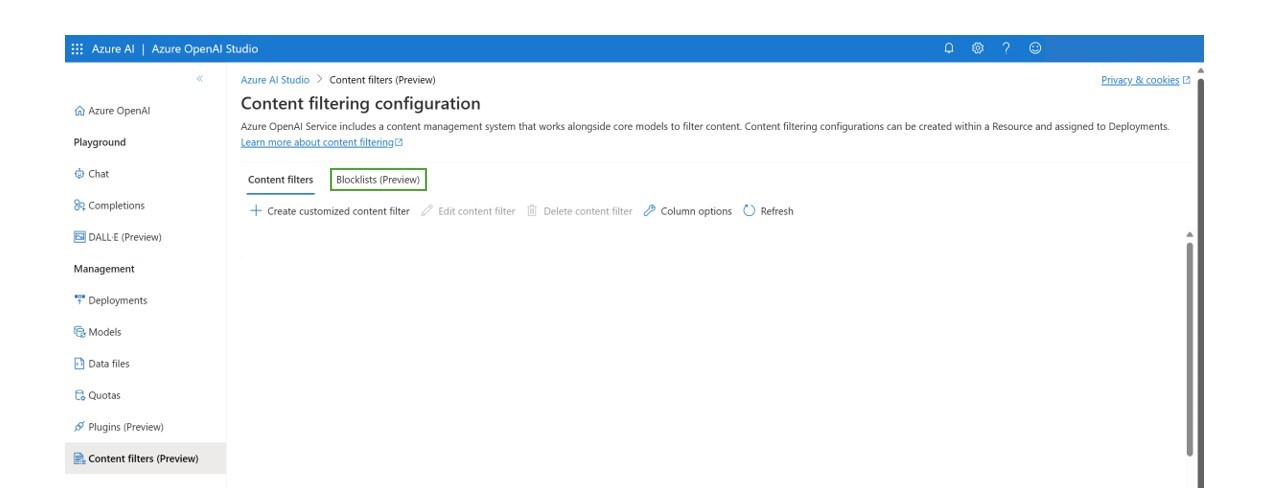 Azure AI | Azure OpenAI Studio
Azure AI Studio > Content filters (Preview)
Privacy & cookies
Content filtering configuration
Azure OpenAI Service includes a content management system that works alongside core models to filter content. Content filtering configurations can be created within a Resource and assigned to Deployments.
Learn more about content filtering
Content filters Blocklists (Preview)
Create customized content filter Edit content filter Delete content filter Column options Refresh
Azure OpenAI
Playground
Chat
Completions
DALL·E (Preview)
Management
Deployments
Models
Data files
Quotas
Plugins (Preview)
Content filters (Preview)